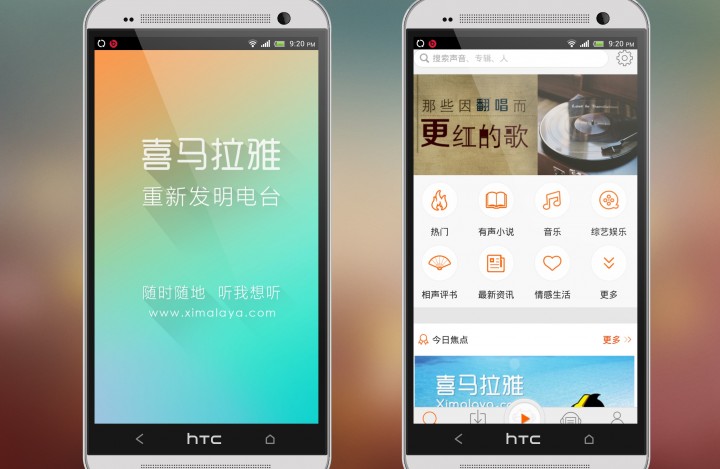 9:20 PM
喜马拉雅
重新发明电台
随时随地 听我想听
www.ximalaya.com
hTC
9:20 PM
搜索声音、专辑、人
那些因翻唱而
更红的歌
热门 有声小说 音乐 综艺娱乐
相声评书 最新资讯 情感生活 更多
今日焦点 更多
喜马拉雅
Ximalaya.c
hTC